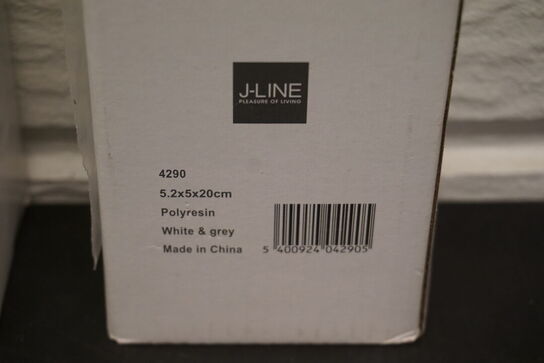 J-LINE
PLEASURE OF LIVING
4290
5.2x5x20cm
Polyresin
White & grey
Made in China
5 400924 042905